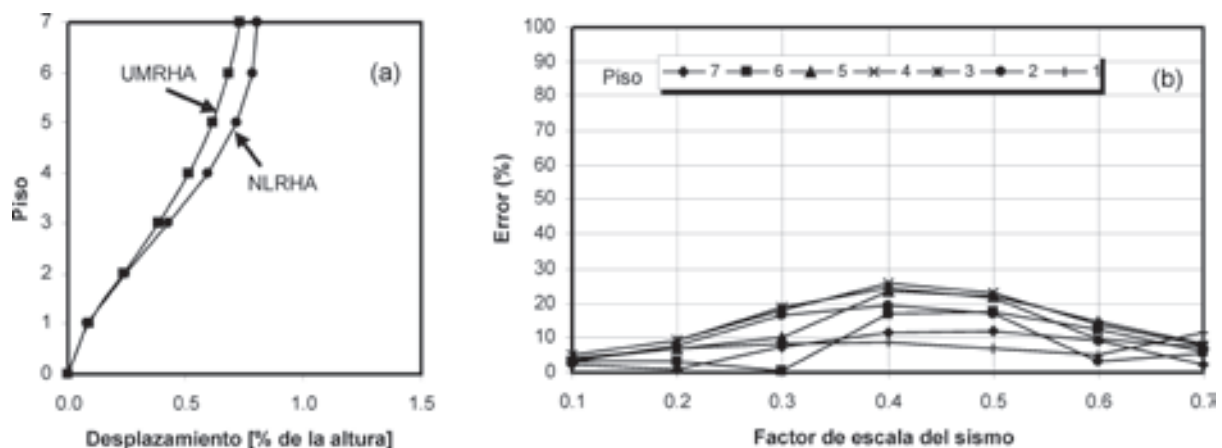 7
6
5
4
3
2
1
0
Piso
UMRHA
NLRHA
(a)
0.0 0.5 1.0 1.5
Desplazamiento [% de la altura]
100
90
80
70
60
50
40
30
20
10
0
Error (%)
Piso 7 6 5 4 3 2 1
(b)
0.1 0.2 0.3 0.4 0.5 0.6 0.7
Factor de escala del sismo